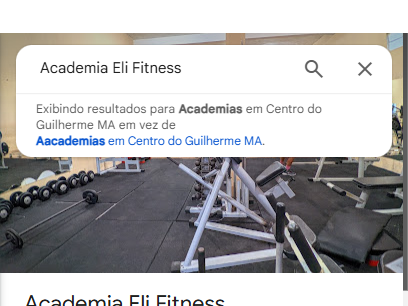 Academia Eli Fitness
Exibindo resultados para Academias em Centro do
Guilherme MA em vez de
Aacademias em Centro do Guilherme MA.
Academia Eli Fitness